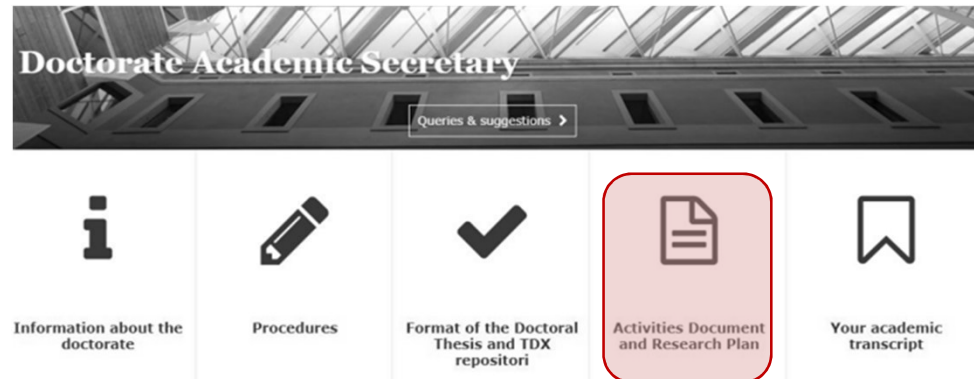 Doctorate Academic Secretary
Queries & suggestions
Information about the
doctorate
Procedures
Format of the Doctoral
Thesis and TDX
repositori
Activities Document
and Research Plan
Your academic
transcript